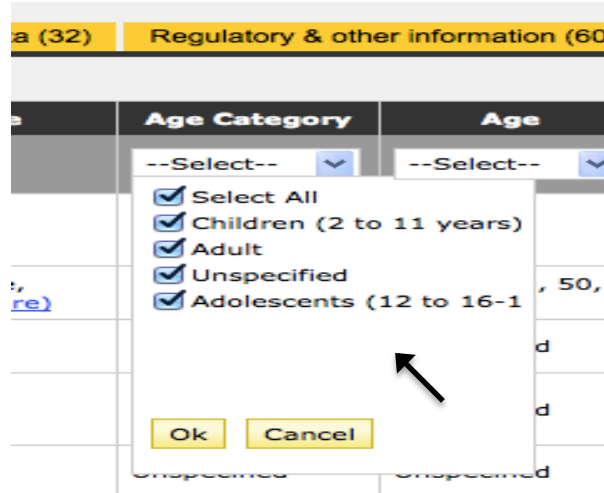 a (32) Regulatory & other information (60
Age Category Age
--Select-- --Select--
Select All
Children (2 to 11 years)
Adult
Unspecified , 50,
re)
Adolescents (12 to 16-1
d
d
Ok Cancel
Unspecified Unspecified